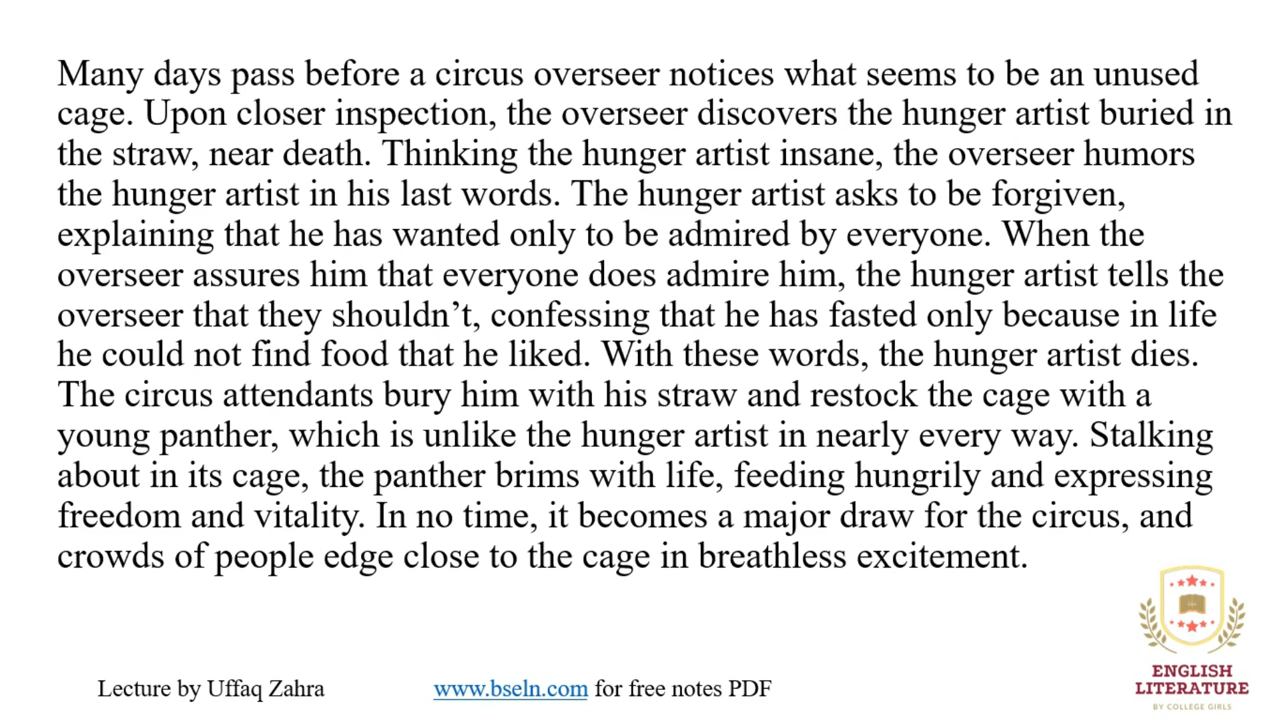 Many days pass before a circus overseer notices what seems to be an unused
cage. Upon closer inspection, the overseer discovers the hunger artist buried in
the straw, near death. Thinking the hunger artist insane, the overseer humors
the hunger artist in his last words. The hunger artist asks to be forgiven,
explaining that he has wanted only to be admired by everyone. When the
overseer assures him that everyone does admire him, the hunger artist tells the
overseer that they shouldn’t, confessing that he has fasted only because in life
he could not find food that he liked. With these words, the hunger artist dies.
The circus attendants bury him with his straw and restock the cage with a
young panther, which is unlike the hunger artist in nearly every way. Stalking
about in its cage, the panther brims with life, feeding hungrily and expressing
freedom and vitality. In no time, it becomes a major draw for the circus, and
crowds of people edge close to the cage in breathless excitement.
Lecture by Uffaq Zahra
www.bseln.com for free notes PDF
ENGLISH
LITERATURE
BY COLLEGE GIRLS